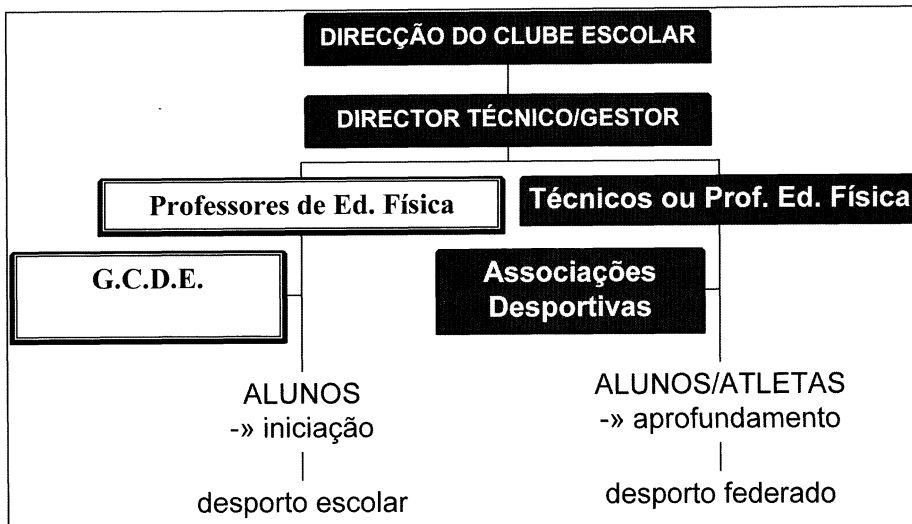 DIRECÇÃO DO CLUBE ESCOLAR
DIRECTOR TÉCNICO/GESTOR
Professores de Ed. Física
Técnicos ou Prof. Ed. Física
G.C.D.E.
Associações
Desportivas
ALUNOS
-» iniciação
desporto escolar
ALUNOS/ATLETAS
-» aprofundamento
desporto federado